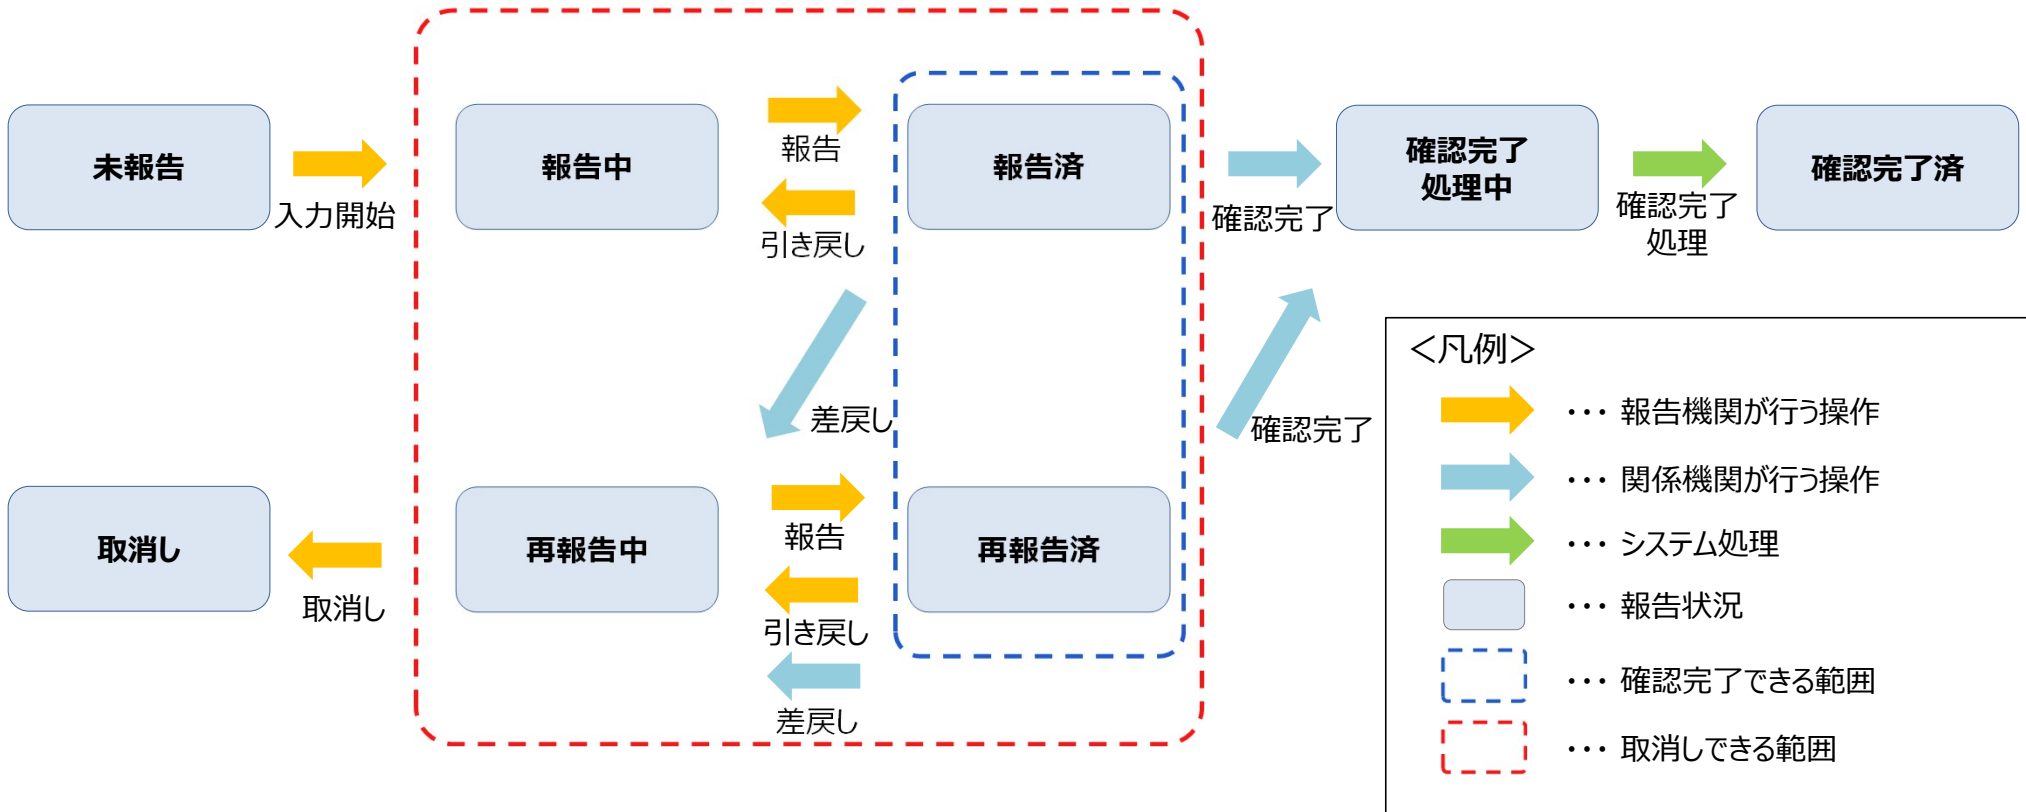 未報告
入力開始
報告中
報告
引き戻し
報告済
確認完了
確認完了
処理中
確認完了
処理
確認完了済
差戻し
確認完了
取消し
取消し
再報告中
報告
引き戻し
差戻し
再報告済
＜凡例＞
・・・ 報告機関が行う操作
・・・ 関係機関が行う操作
・・・ システム処理
・・・ 報告状況
・・・ 確認完了できる範囲
・・・ 取消しできる範囲